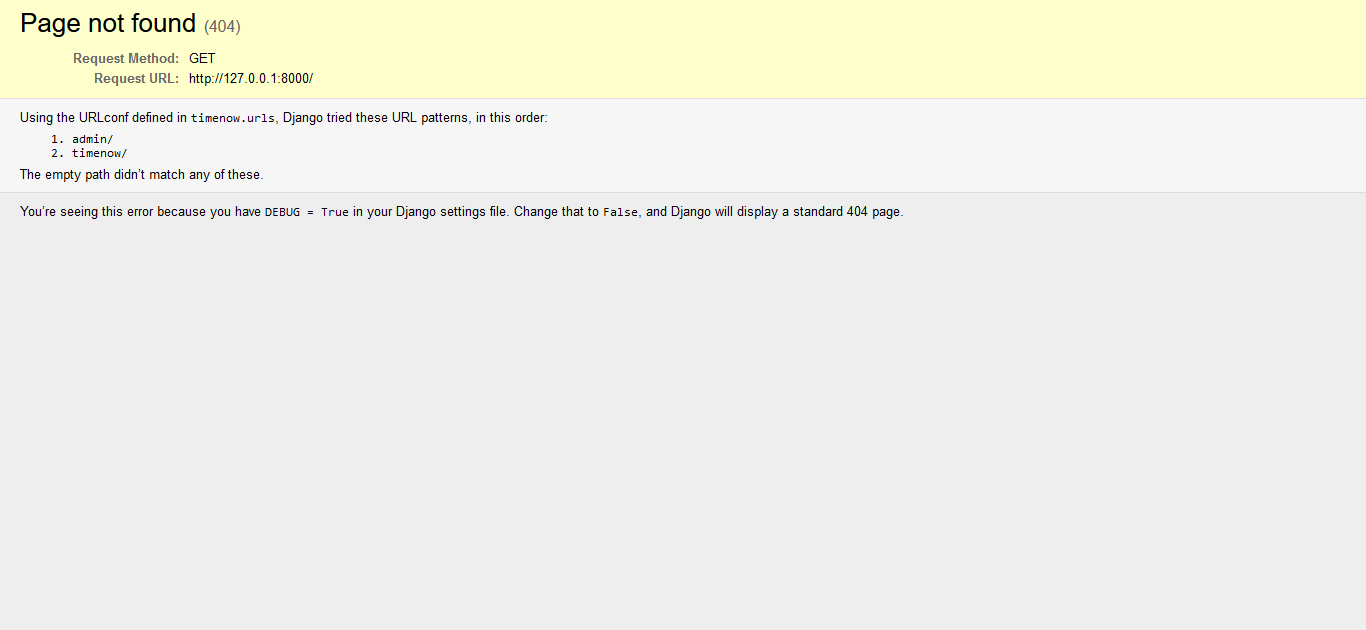 Page not found (404)
Request Method: GET
Request URL: http://127.0.0.1:8000/
Using the URLconf defined in timenow.urls, Django tried these URL patterns, in this order:
1. admin/
2. timenow/
The empty path didn’t match any of these.
You’re seeing this error because you have DEBUG = True in your Django settings file. Change that to False, and Django will display a standard 404 page.